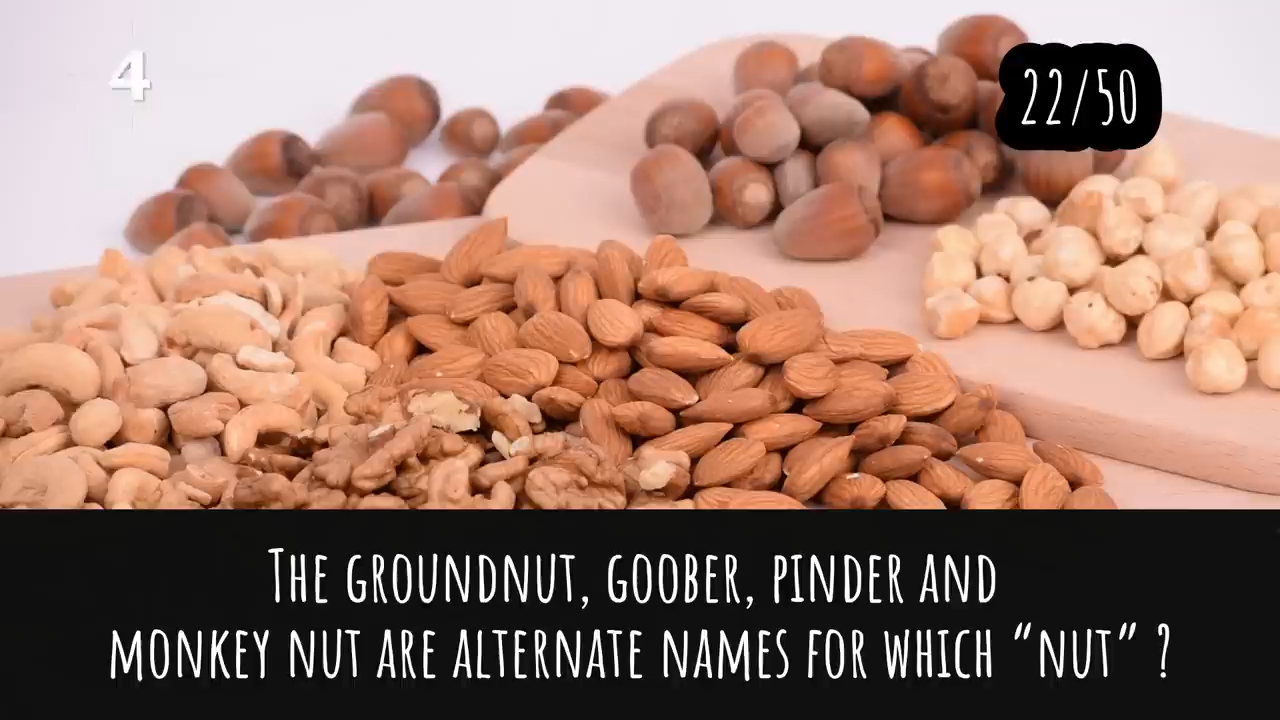 4
22/50
The groundnut, goober, pinder and
monkey nut are alternate names for which “nut” ?